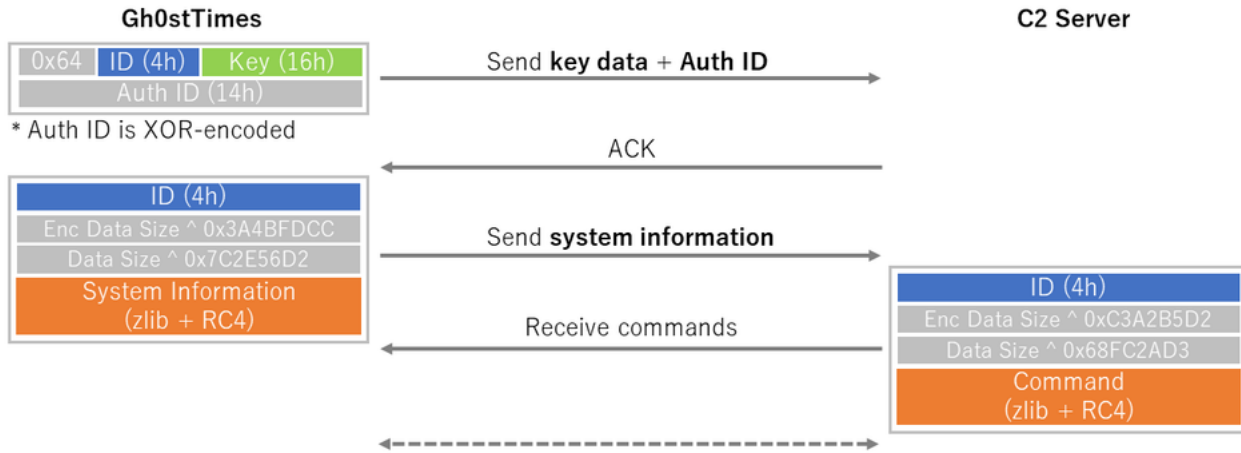 Gh0stTimes
C2 Server
0x64 ID (4h) Key (16h)
Auth ID (14h)
* Auth ID is XOR-encoded
Send key data + Auth ID
ACK
ID (4h)
Enc Data Size ^ 0x3A4BFDCC
Data Size ^ 0x7C2E56D2
System Information
(zlib + RC4)
Send system information
Receive commands
ID (4h)
Enc Data Size ^ 0xC3A2B5D2
Data Size ^ 0x68FC2AD3
Command
(zlib + RC4)